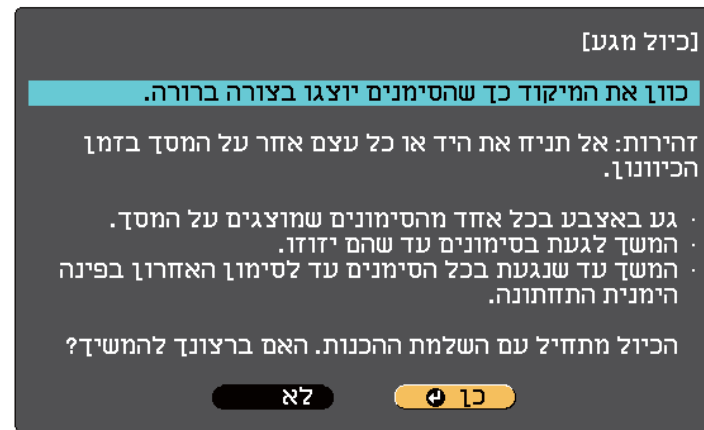 [כיול מגע]
כוון את המיקוד כך שהסימנים יוצגו בצורה ברורה.
זהירות: אל תניח את היד או כל עצם אחר על המסך בזמן
הכיוונון.
· גע באצבע בכל אחד מהסימונים שמוצגים על המסך.
· המשך לגעת בסימונים עד שהם יזוזו.
· המשך עד שנגעת בכל הסימנים עד לסימון האחרון בפינה
הימנית התחתונה.
הכיול מתחיל עם השלמת ההכנות. האם ברצונך להמשיך?
כן לא